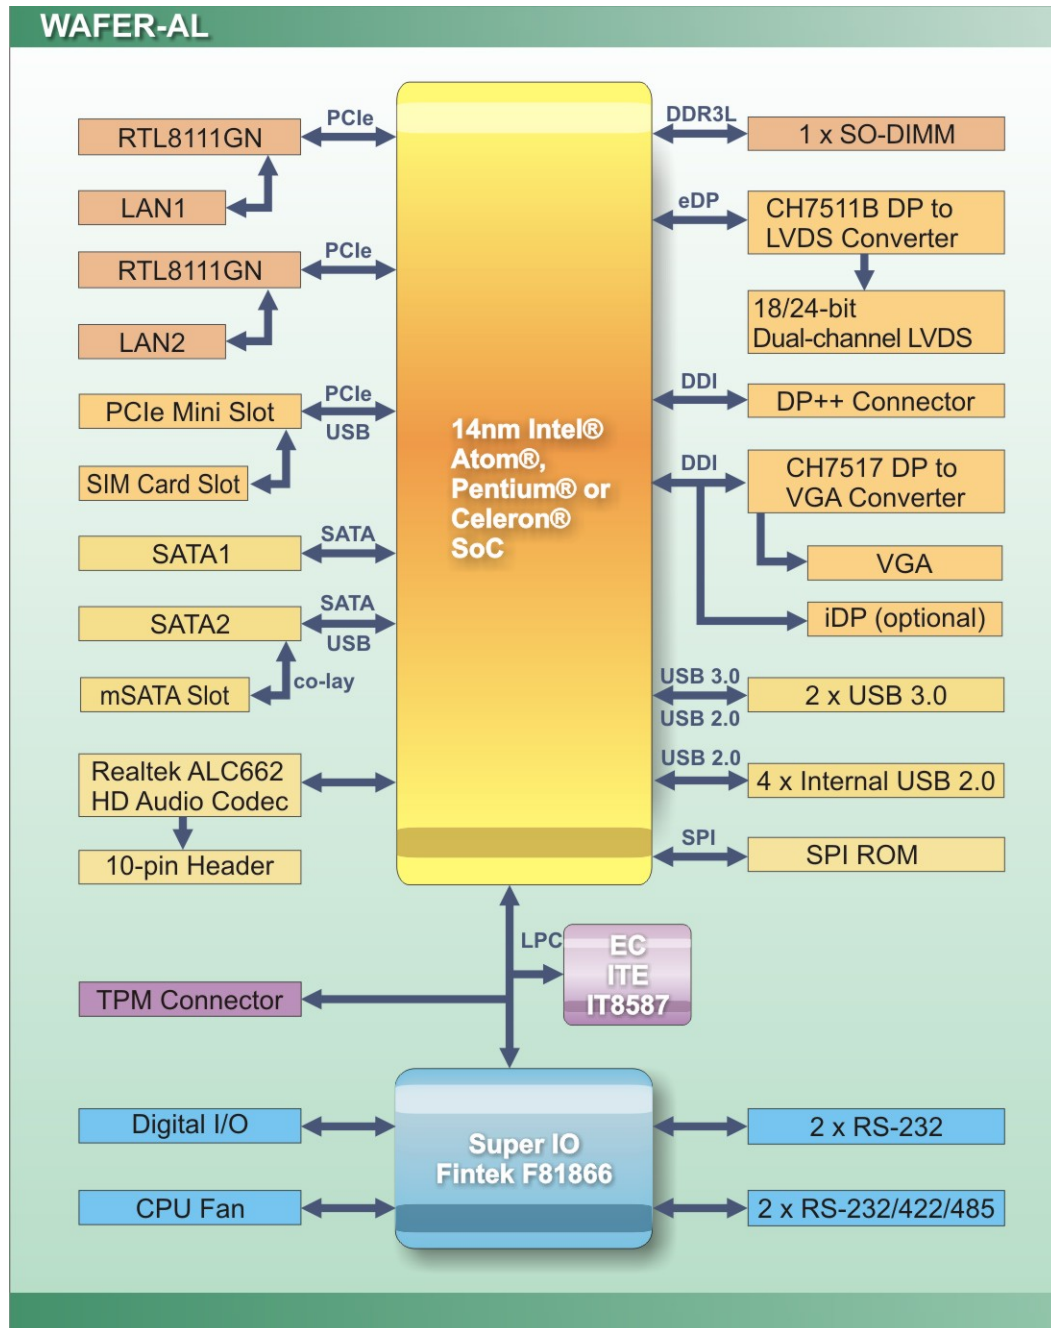 WAFER-AL
RTL8111GN
PCIe
LAN1
RTL8111GN
PCIe
LAN2
PCIe Mini Slot
PCIe
USB
SIM Card Slot
SATA1
SATA
SATA2
SATA
USB
mSATA Slot
co-lay
Realtek ALC662
HD Audio Codec
10-pin Header
14nm Intel®
Atom®,
Pentium® or
Celeron®
SoC
DDR3L
1 x SO-DIMM
eDP
CH7511B DP to
LVDS Converter
18/24-bit
Dual-channel LVDS
DDI
DP++ Connector
DDI
CH7517 DP to
VGA Converter
VGA
iDP (optional)
USB 3.0
USB 2.0
2 x USB 3.0
USB 2.0
4 x Internal USB 2.0
SPI
SPI ROM
LPC
EC
ITE
IT8587
TPM Connector
Digital I/O
CPU Fan
Super IO
Fintek F81866
2 x RS-232
2 x RS-232/422/485